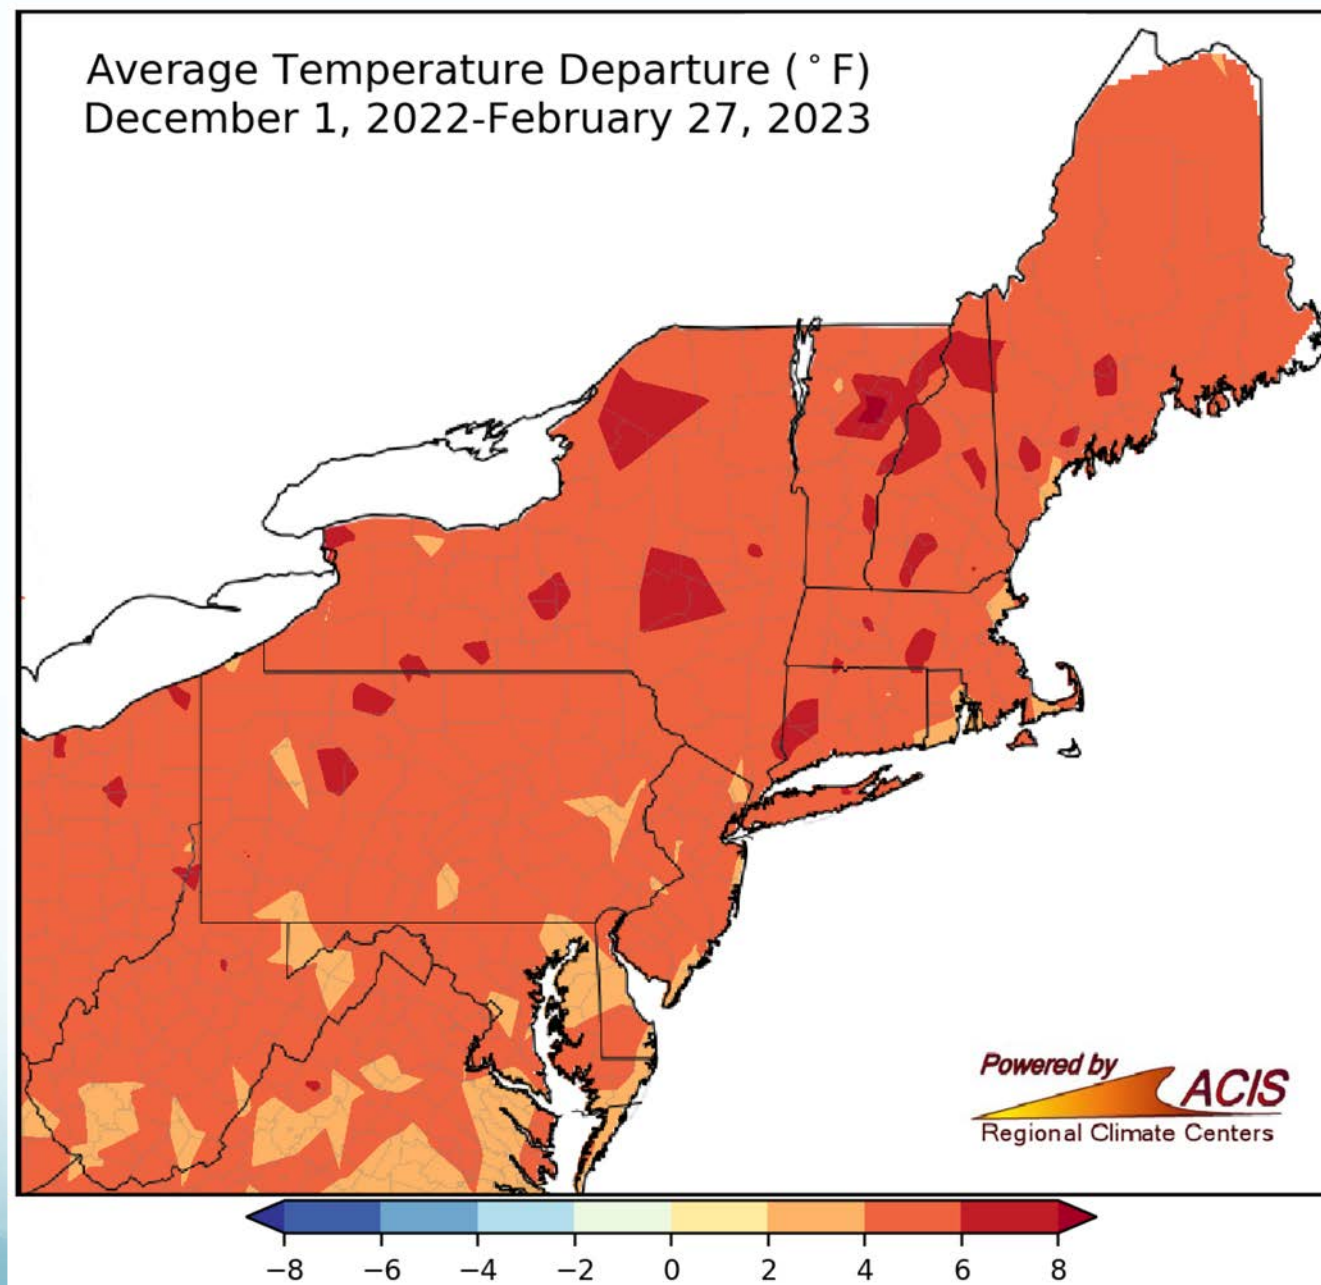 Average Temperature Departure (°F)
December 1, 2022-February 27, 2023
Powered by
ACIS
Regional Climate Centers
−8 −6 −4 −2 0 2 4 6 8